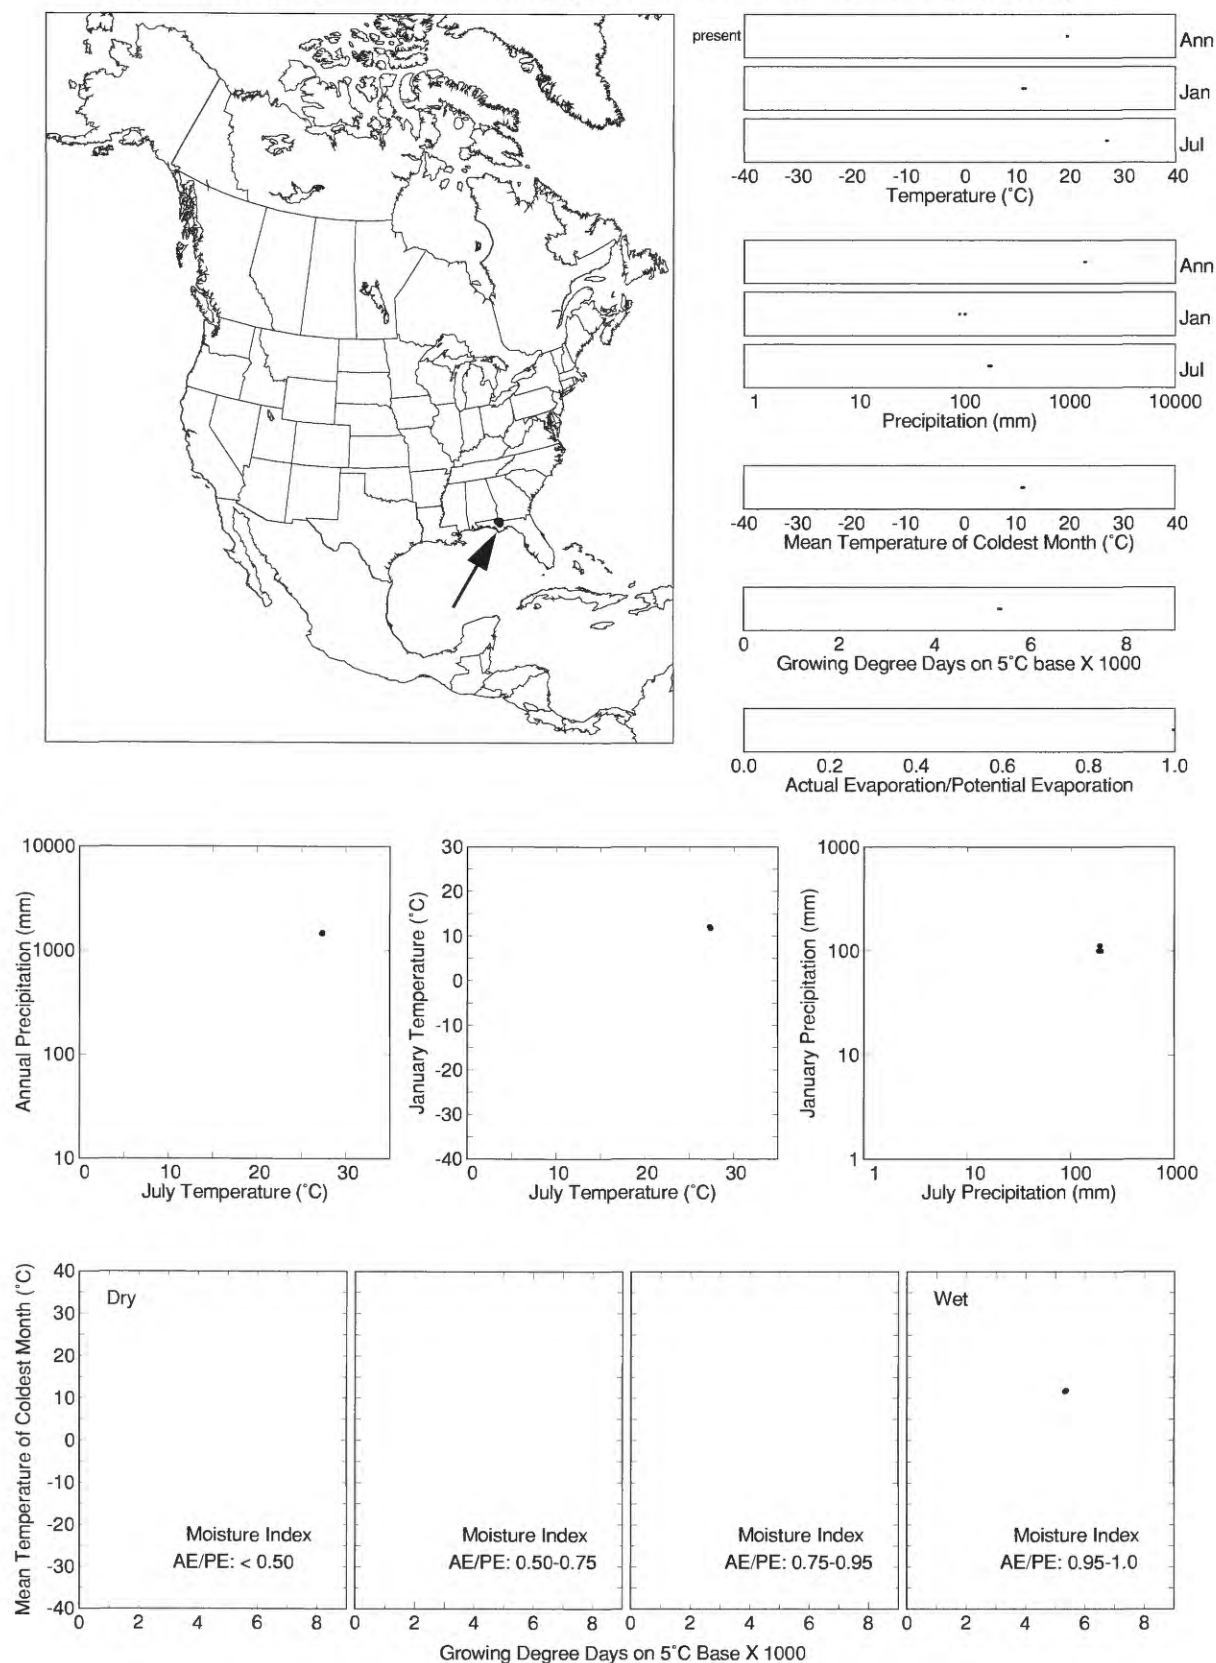 present
Ann
Jan
Jul
-40 -30 -20 -10 0 10 20 30 40
Temperature (˚C)
Ann
Jan
Jul
1 10 100 1000 10000
Precipitation (mm)
-40 -30 -20 -10 0 10 20 30 40
Mean Temperature of Coldest Month (˚C)
0 2 4 6 8
Growing Degree Days on 5˚C base X 1000
0.0 0.2 0.4 0.6 0.8 1.0
Actual Evaporation/Potential Evaporation
Annual Precipitation (mm)
10000
1000
100
10
0 10 20 30
July Temperature (˚C)
January Temperature (˚C)
30
20
10
0
-10
-20
-30
-40
0 10 20 30
July Temperature (˚C)
January Precipitation (mm)
1000
100
10
1
1 10 100 1000
July Precipitation (mm)
Mean Temperature of Coldest Month (˚C)
40
30
20
10
0
-10
-20
-30
-40
Dry
Moisture Index
AE/PE: < 0.50
0 2 4 6 8
Moisture Index
AE/PE: 0.50-0.75
0 2 4 6 8
Moisture Index
AE/PE: 0.75-0.95
0 2 4 6 8
Wet
Moisture Index
AE/PE: 0.95-1.0
0 2 4 6 8
Growing Degree Days on 5˚C Base X 1000